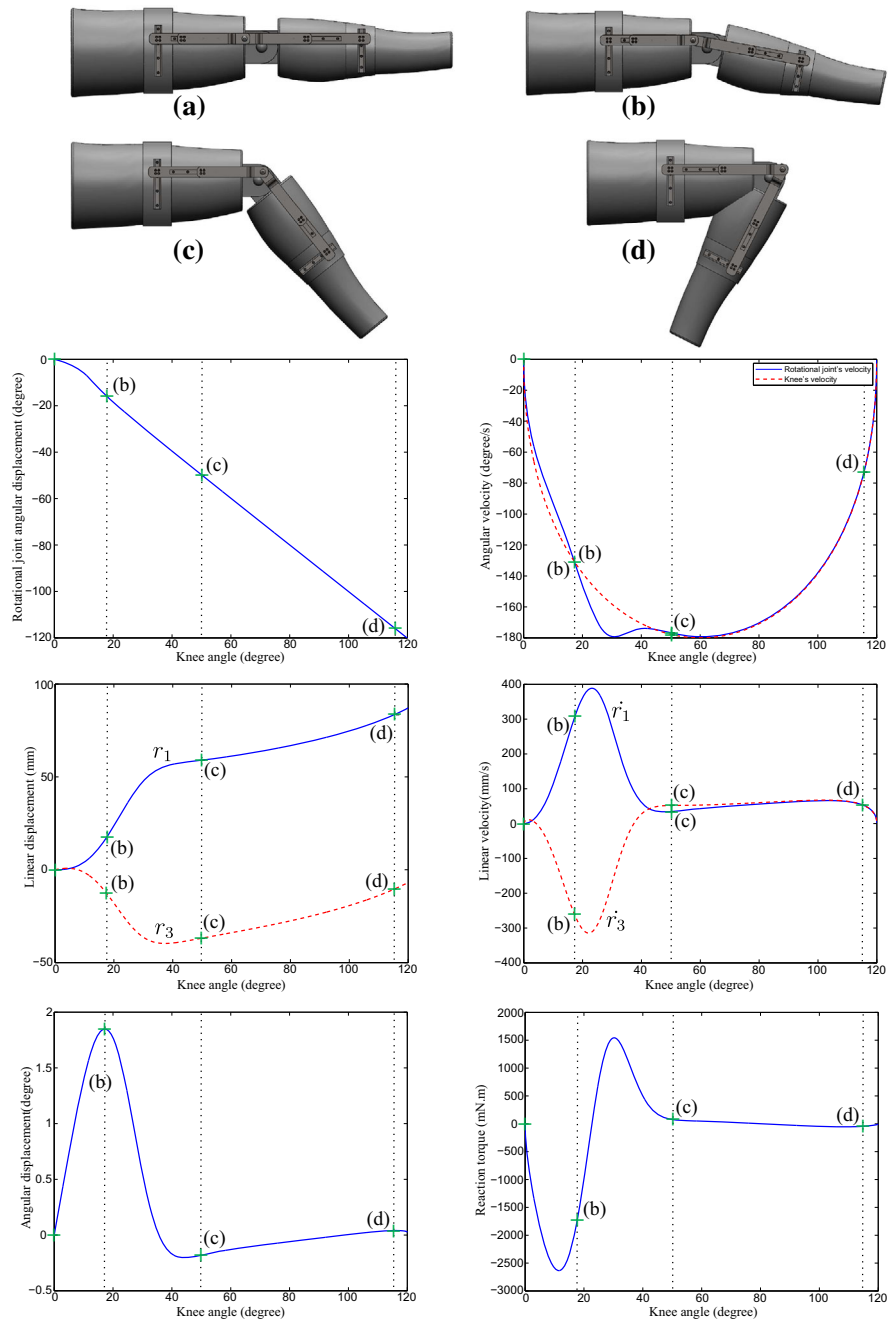 (a)
(b)
(c)
(d)
Rotational joint angular displacement (degree)
0
−20
−40
−60
−80
−100
−120
0 20 40 60 80 100 120
Knee angle (degree)
(b)
(c)
(d)
Angular velocity (degree/s)
0
−20
−40
−60
−80
−100
−120
−140
−160
−180
0 20 40 60 80 100 120
Knee angle (degree)
Rotational joint's velocity
Knee's velocity
(b)
(b)
(c)
(d)
Linear displacement (mm)
100
50
0
−50
0 20 40 60 80 100 120
Knee angle (degree)
r1
r3
(b)
(b)
(c)
(c)
(d)
(d)
Linear velocity(mm/s)
400
300
200
100
0
−100
−200
−300
−400
0 20 40 60 80 100 120
Knee angle (degree)
ṙ1
ṙ3
(b)
(b)
(c)
(c)
(d)
Angular displacement(degree)
2
1.5
1
0.5
0
−0.5
0 20 40 60 80 100 120
Knee angle (degree)
(b)
(c)
(d)
Reaction torque (mN.m)
2000
1500
1000
500
0
−500
−1000
−1500
−2000
−2500
−3000
0 20 40 60 80 100 120
Knee angle (degree)
(b)
(c)
(d)